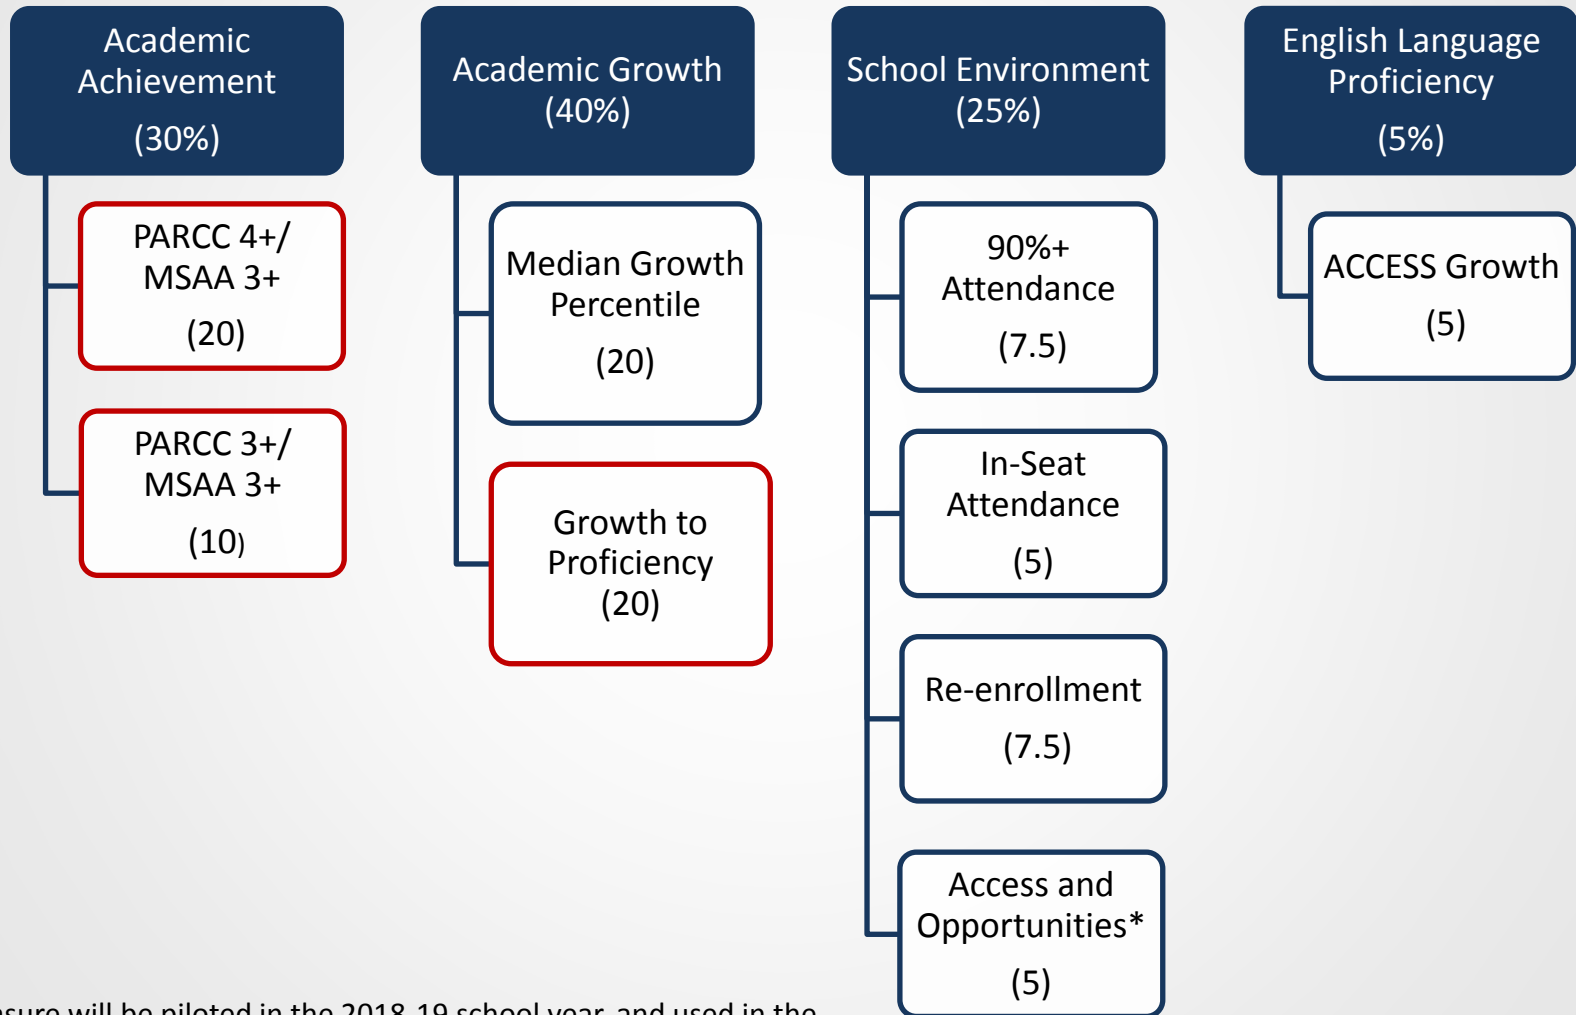 Academic
Achievement
(30%)
PARCC 4+/
MSAA 3+
(20)
PARCC 3+/
MSAA 3+
(10)
Academic Growth
(40%)
Median Growth
Percentile
(20)
Growth to
Proficiency
(20)
School Environment
(25%)
90%+
Attendance
(7.5)
In-Seat
Attendance
(5)
Re-enrollment
(7.5)
Access and
Opportunities*
(5)
English Language
Proficiency
(5%)
ACCESS Growth
(5)
will be piloted in the 2018-19 school year, and used in the